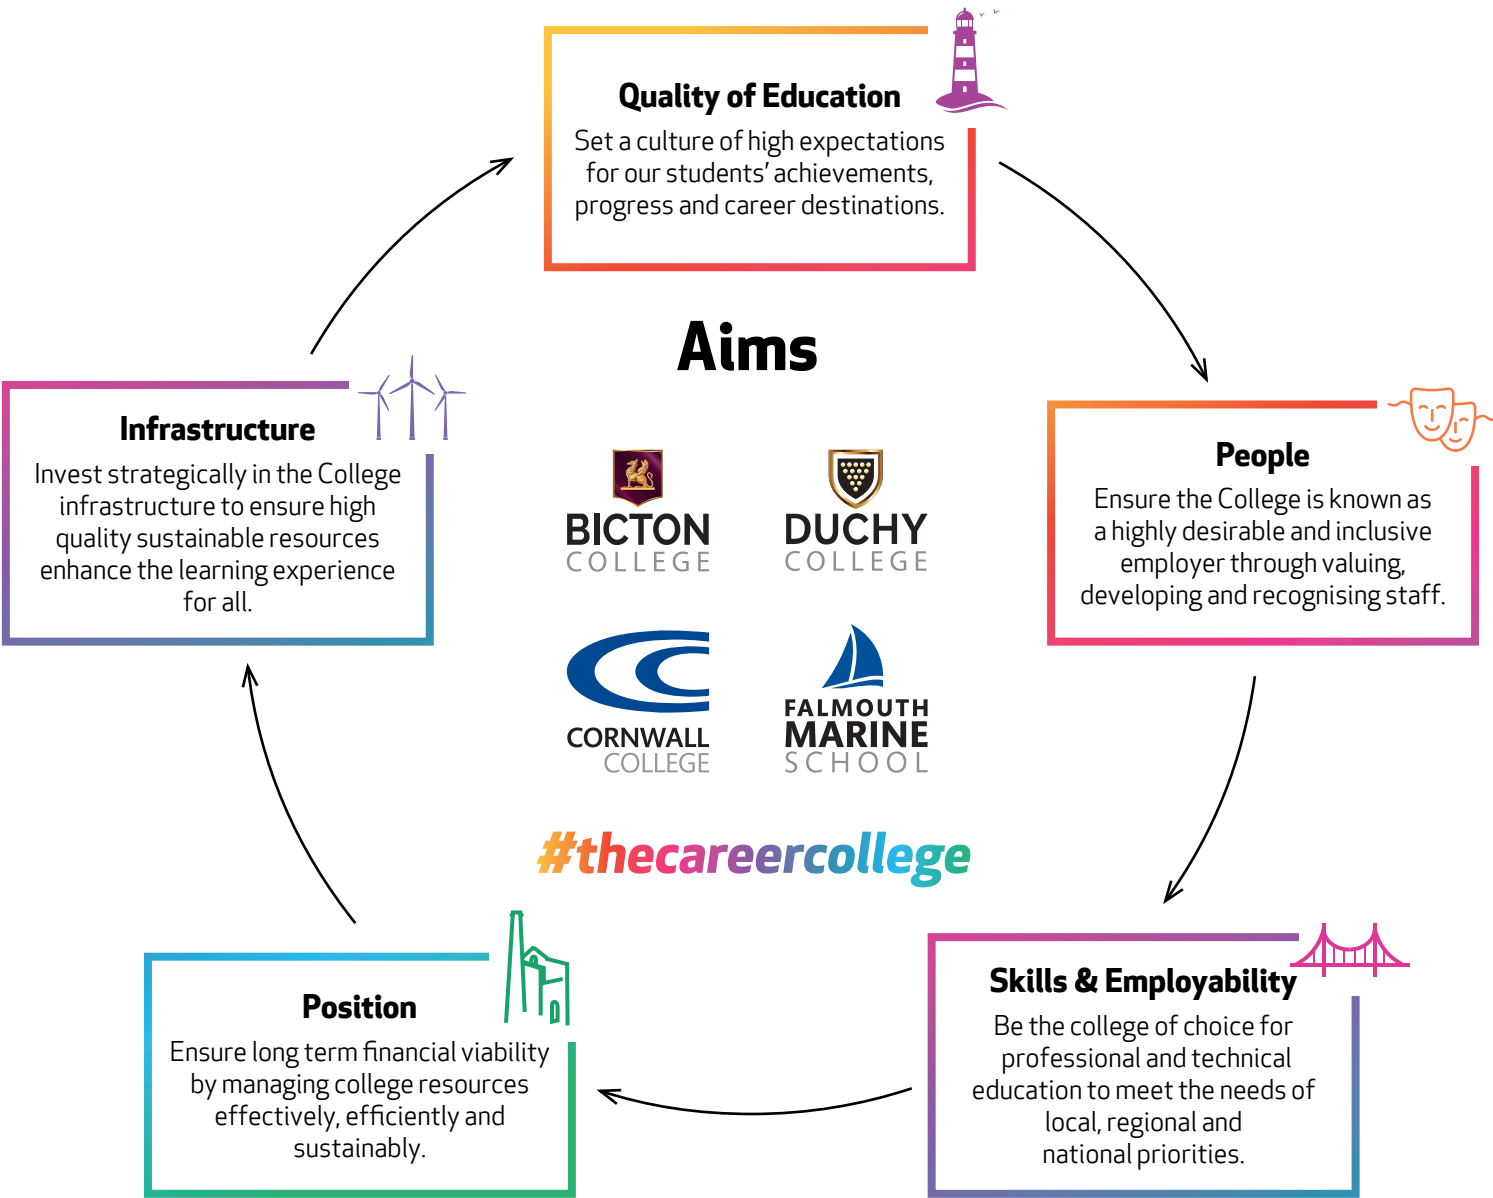 Quality of Education
Set a culture of high expectations
for our students’ achievements,
progress and career destinations.
Aims
Infrastructure
Invest strategically in the College
infrastructure to ensure high
quality sustainable resources
enhance the learning experience
for all.
People
Ensure the College is known as
a highly desirable and inclusive
employer through valuing,
developing and recognising staff.
BICTON
COLLEGE
DUCHY
COLLEGE
CORNWALL
COLLEGE
FALMOUTH
MARINE
SCHOOL
#thecareercollege
Position
Ensure long term financial viability
by managing college resources
effectively, efficiently and
sustainably.
Skills & Employability
Be the college of choice for
professional and technical
education to meet the needs of
local, regional and
national priorities.